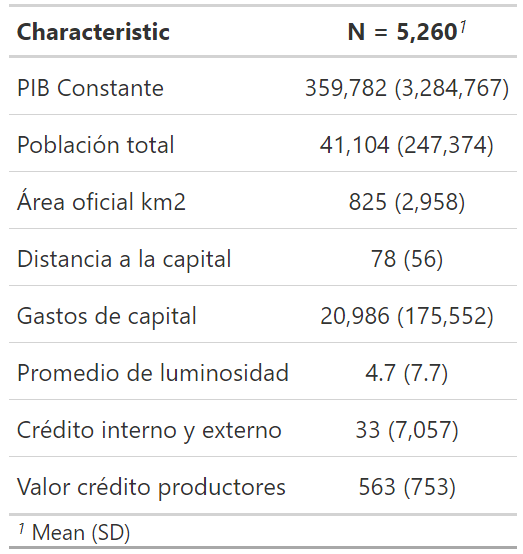 Characteristic N = 5,260¹
PIB Constante 359,782 (3,284,767)
Población total 41,104 (247,374)
Área oficial km2 825 (2,958)
Distancia a la capital 78 (56)
Gastos de capital 20,986 (175,552)
Promedio de luminosidad 4.7 (7.7)
Crédito interno y externo 33 (7,057)
Valor crédito productores 563 (753)
¹ Mean (SD)